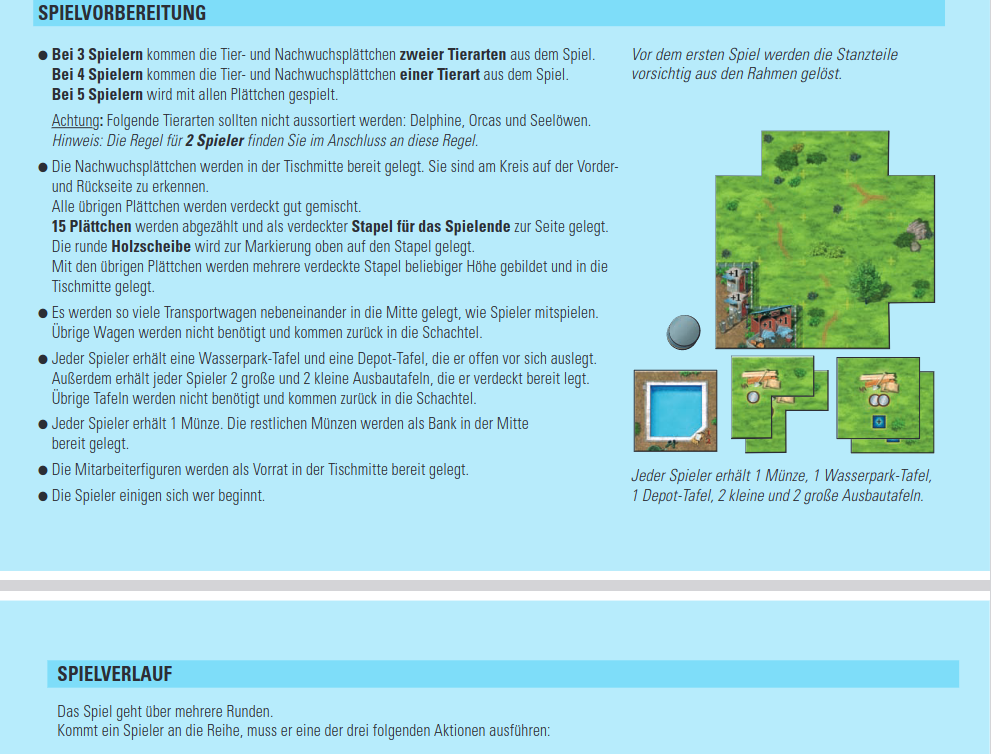 SPIELVORBEREITUNG
● Bei 3 Spielern kommen die Tier- und Nachwuchsplättchen zweier Tierarten aus dem Spiel.
Bei 4 Spielern kommen die Tier- und Nachwuchsplättchen einer Tierart aus dem Spiel.
Bei 5 Spielern wird mit allen Plättchen gespielt.
Achtung: Folgende Tierarten sollten nicht aussortiert werden: Delphine, Orcas und Seelöwen.
Hinweis: Die Regel für 2 Spieler finden Sie im Anschluss an diese Regel.
● Die Nachwuchsplättchen werden in der Tischmitte bereit gelegt. Sie sind am Kreis auf der Vorder-
und Rückseite zu erkennen.
Alle übrigen Plättchen werden verdeckt gut gemischt.
15 Plättchen werden abgezählt und als verdeckter Stapel für das Spielende zur Seite gelegt.
Die runde Holzscheibe wird zur Markierung oben auf den Stapel gelegt.
Mit den übrigen Plättchen werden mehrere verdeckte Stapel beliebiger Höhe gebildet und in die
Tischmitte gelegt.
● Es werden so viele Transportwagen nebeneinander in die Mitte gelegt, wie Spieler mitspielen.
Übrige Wagen werden nicht benötigt und kommen zurück in die Schachtel.
● Jeder Spieler erhält eine Wasserpark-Tafel und eine Depot-Tafel, die er offen vor sich auslegt.
Außerdem erhält jeder Spieler 2 große und 2 kleine Ausbautafeln, die er verdeckt bereit legt.
Übrige Tafeln werden nicht benötigt und kommen zurück in die Schachtel.
● Jeder Spieler erhält 1 Münze. Die restlichen Münzen werden als Bank in der Mitte
bereit gelegt.
● Die Mitarbeiterfiguren werden als Vorrat in der Tischmitte bereit gelegt.
● Die Spieler einigen sich wer beginnt.
Vor dem ersten Spiel werden die Stanzteile
vorsichtig aus den Rahmen gelöst.
+1
+1
Jeder Spieler erhält 1 Münze, 1 Wasserpark-Tafel,
1 Depot-Tafel, 2 kleine und 2 große Ausbautafeln.
SPIELVERLAUF
Das Spiel geht über mehrere Runden.
Kommt ein Spieler an die Reihe, muss er eine der drei folgenden Aktionen ausführen: